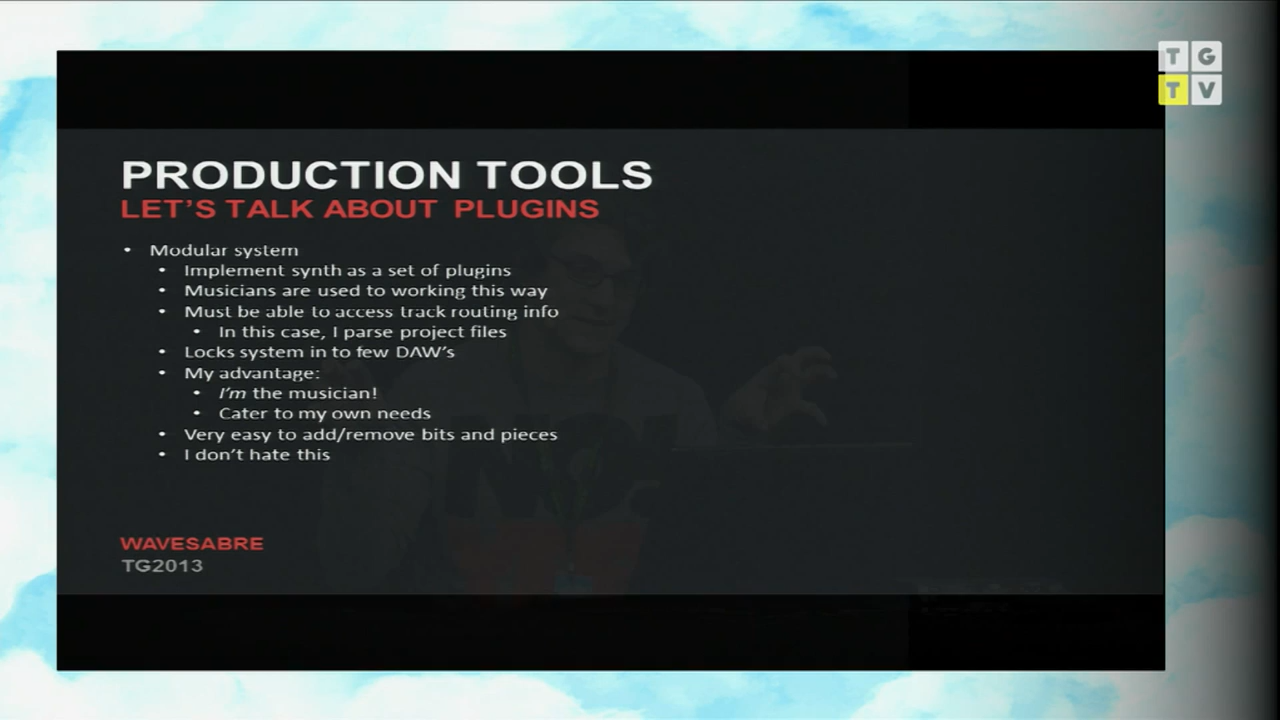 TG
TV
PRODUCTION TOOLS
LET'S TALK ABOUT PLUGINS
• Modular system
• Implement synth as a set of plugins
• Musicians are used to working this way
• Must be able to access track routing info
• In this case, I parse project files
• Locks system in to few DAW's
• My advantage:
• I'm the musician!
• Cater to my own needs
• Very easy to add/remove bits and pieces
• I don't hate this
WAVESABRE
TG2013